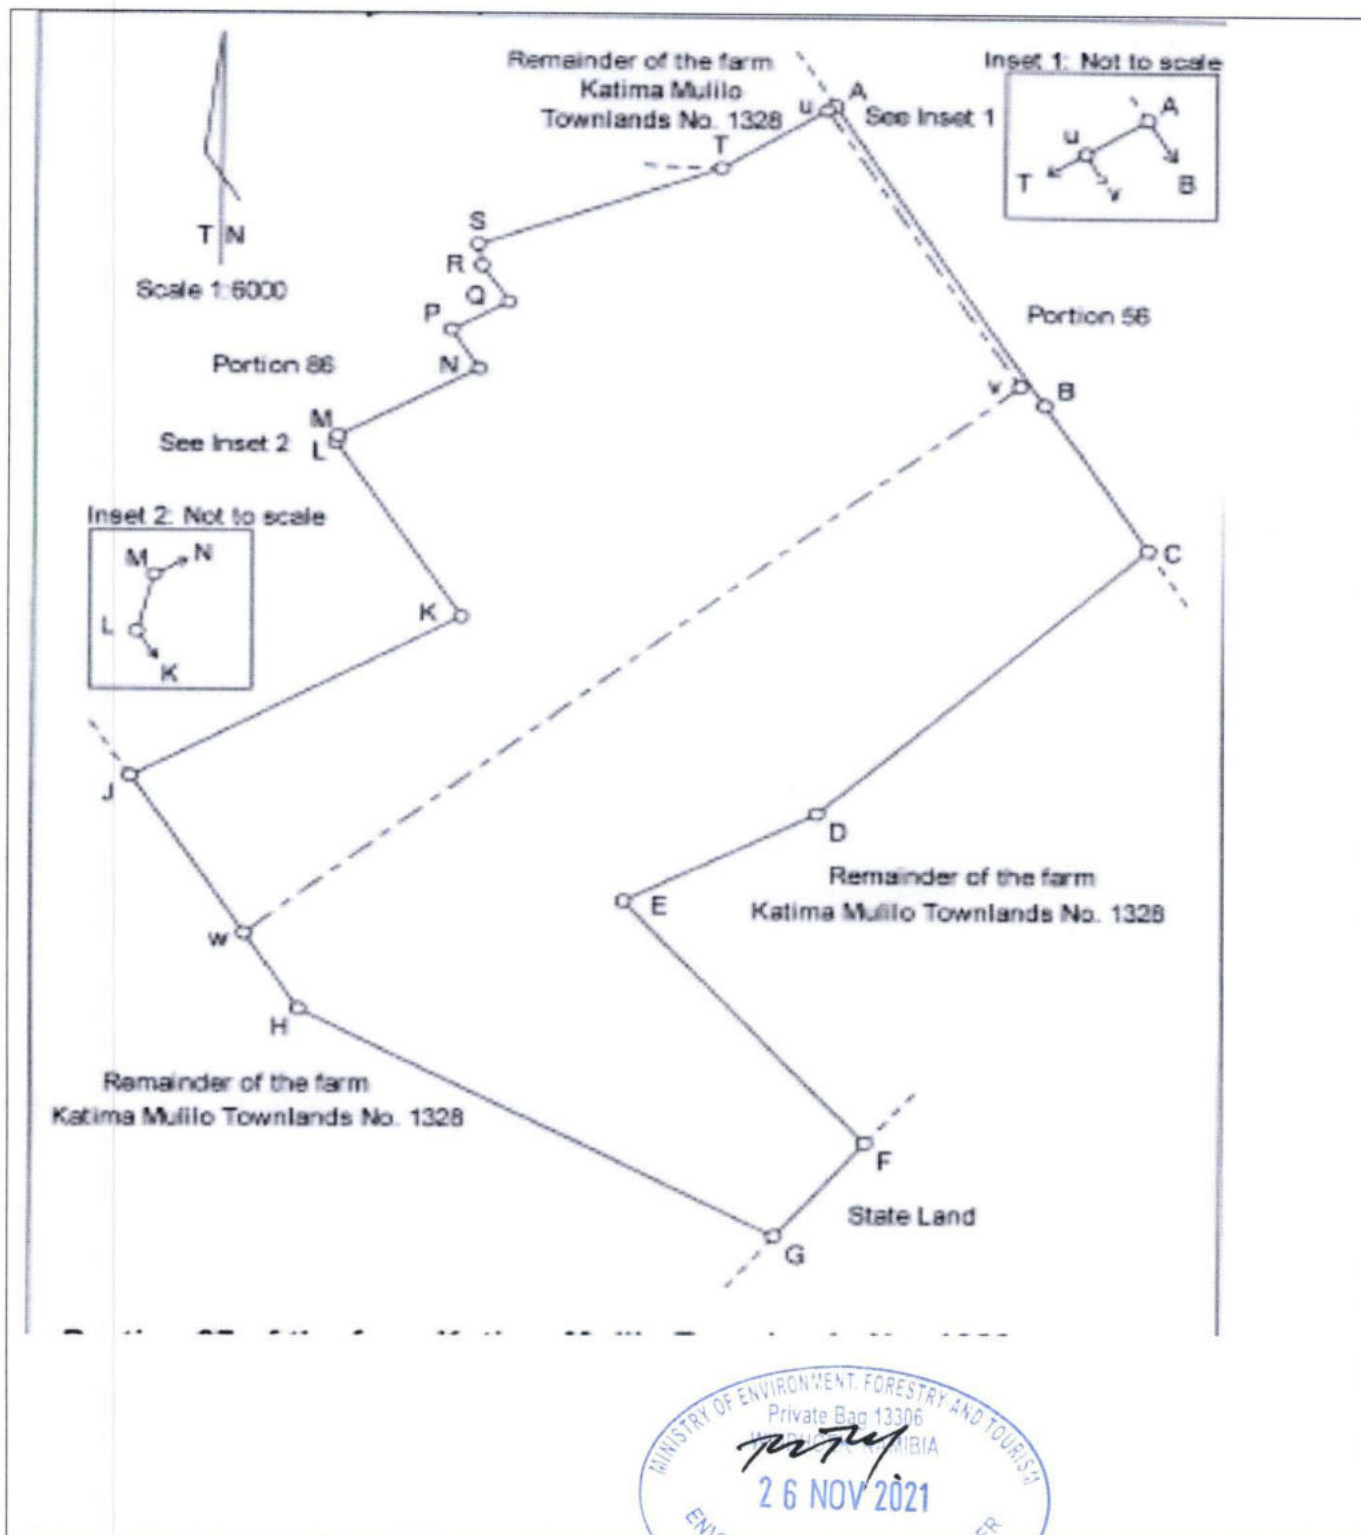 Remainder of the farm
Katima Mulilo
Townlands No. 1328
Inset 1: Not to scale
A
u
See Inset 1
T
A
u
T
v
B
T N
Scale 1:6000
S
R
Q
P
N
Portion 86
Portion 56
M
L
See Inset 2
v
B
Inset 2: Not to scale
M
N
L
K
C
K
J
D
Remainder of the farm
Katima Mulilo Townlands No. 1328
E
w
H
Remainder of the farm
Katima Mulilo Townlands No. 1328
F
State Land
G
MINISTRY OF ENVIRONMENT, FORESTRY AND TOURISM
Private Bag 13306
NAMIBIA
26 NOV 2021